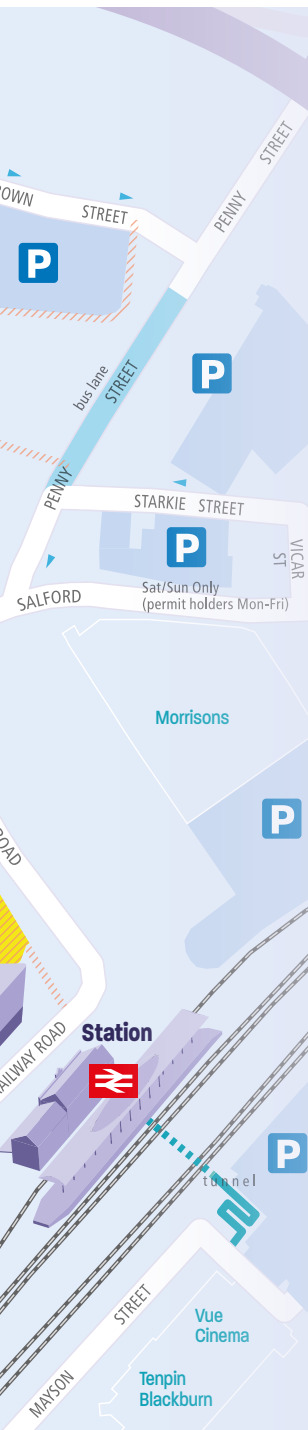 STREET
PENNY
OWN STREET
P
P
bus lane
STREET
PENNY
STARKIE STREET
P
VICAR
ST
Sat/Sun Only
(permit holders Mon-Fri)
SALFORD
Morrisons
P
ROAD
RAILWAY ROAD
Station
P
tunnel
STREET
MAYSON
Vue
Cinema
Tenpin
Blackburn